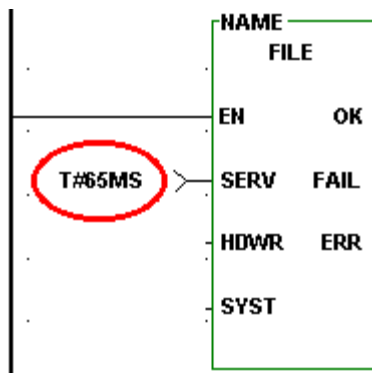 NAME
FILE
EN OK
T#65MS SERV FAIL
HDWR ERR
SYST